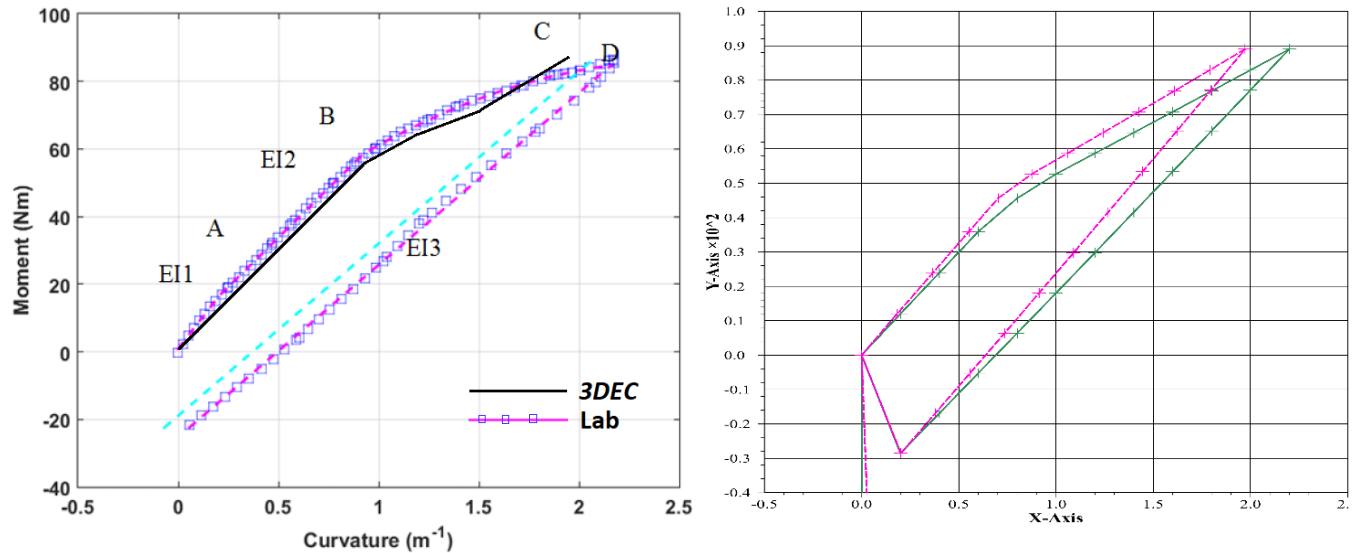 100
80
60
40
20
0
-20
-40
Moment (Nm)
-0.5 0 0.5 1 1.5 2 2.5
Curvature (m⁻¹)
C
D
B
EI2
A
EI1
EI3
3DEC
Lab
1.0
0.9
0.8
0.7
0.6
0.5
0.4
0.3
0.2
0.1
0.0
-0.1
-0.2
-0.3
-0.4
Y-Axis ×10^2
-0.5 0.0 0.5 1.0 1.5 2.0 2.5
X-Axis